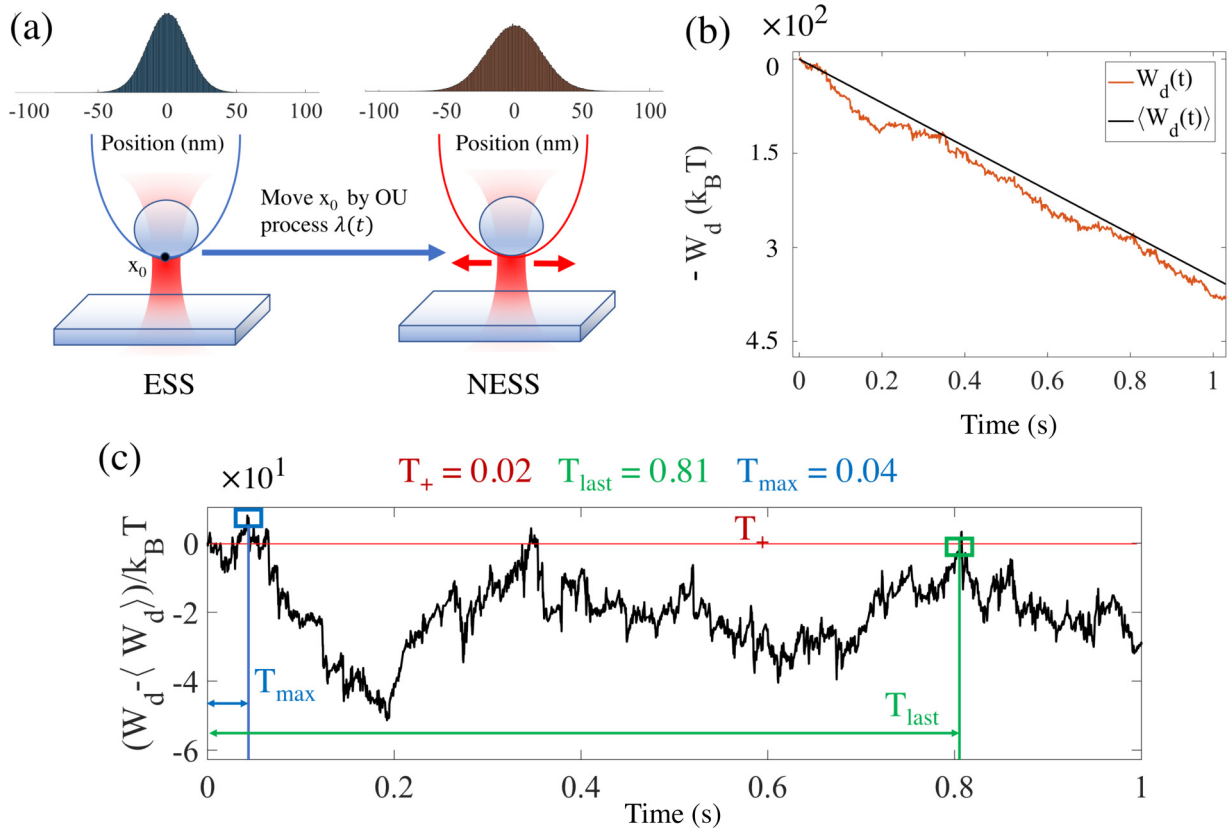 (a)
-100 -50 0 50 100
Position (nm)
-100 -50 0 50 100
Position (nm)
Move x₀ by OU
process λ(t)
x₀
ESS
NESS
(b)
×10²
0
1.5
3
4.5
- W_d (k_BT)
W_d(t)
⟨W_d(t)⟩
0 0.2 0.4 0.6 0.8 1
Time (s)
(c)
T₊ = 0.02 T_last = 0.81 T_max = 0.04
×10¹
T₊
0
-2
-4
-6
(W_d-⟨W_d⟩)/k_BT
T_max
T_last
0 0.2 0.4 0.6 0.8 1
Time (s)